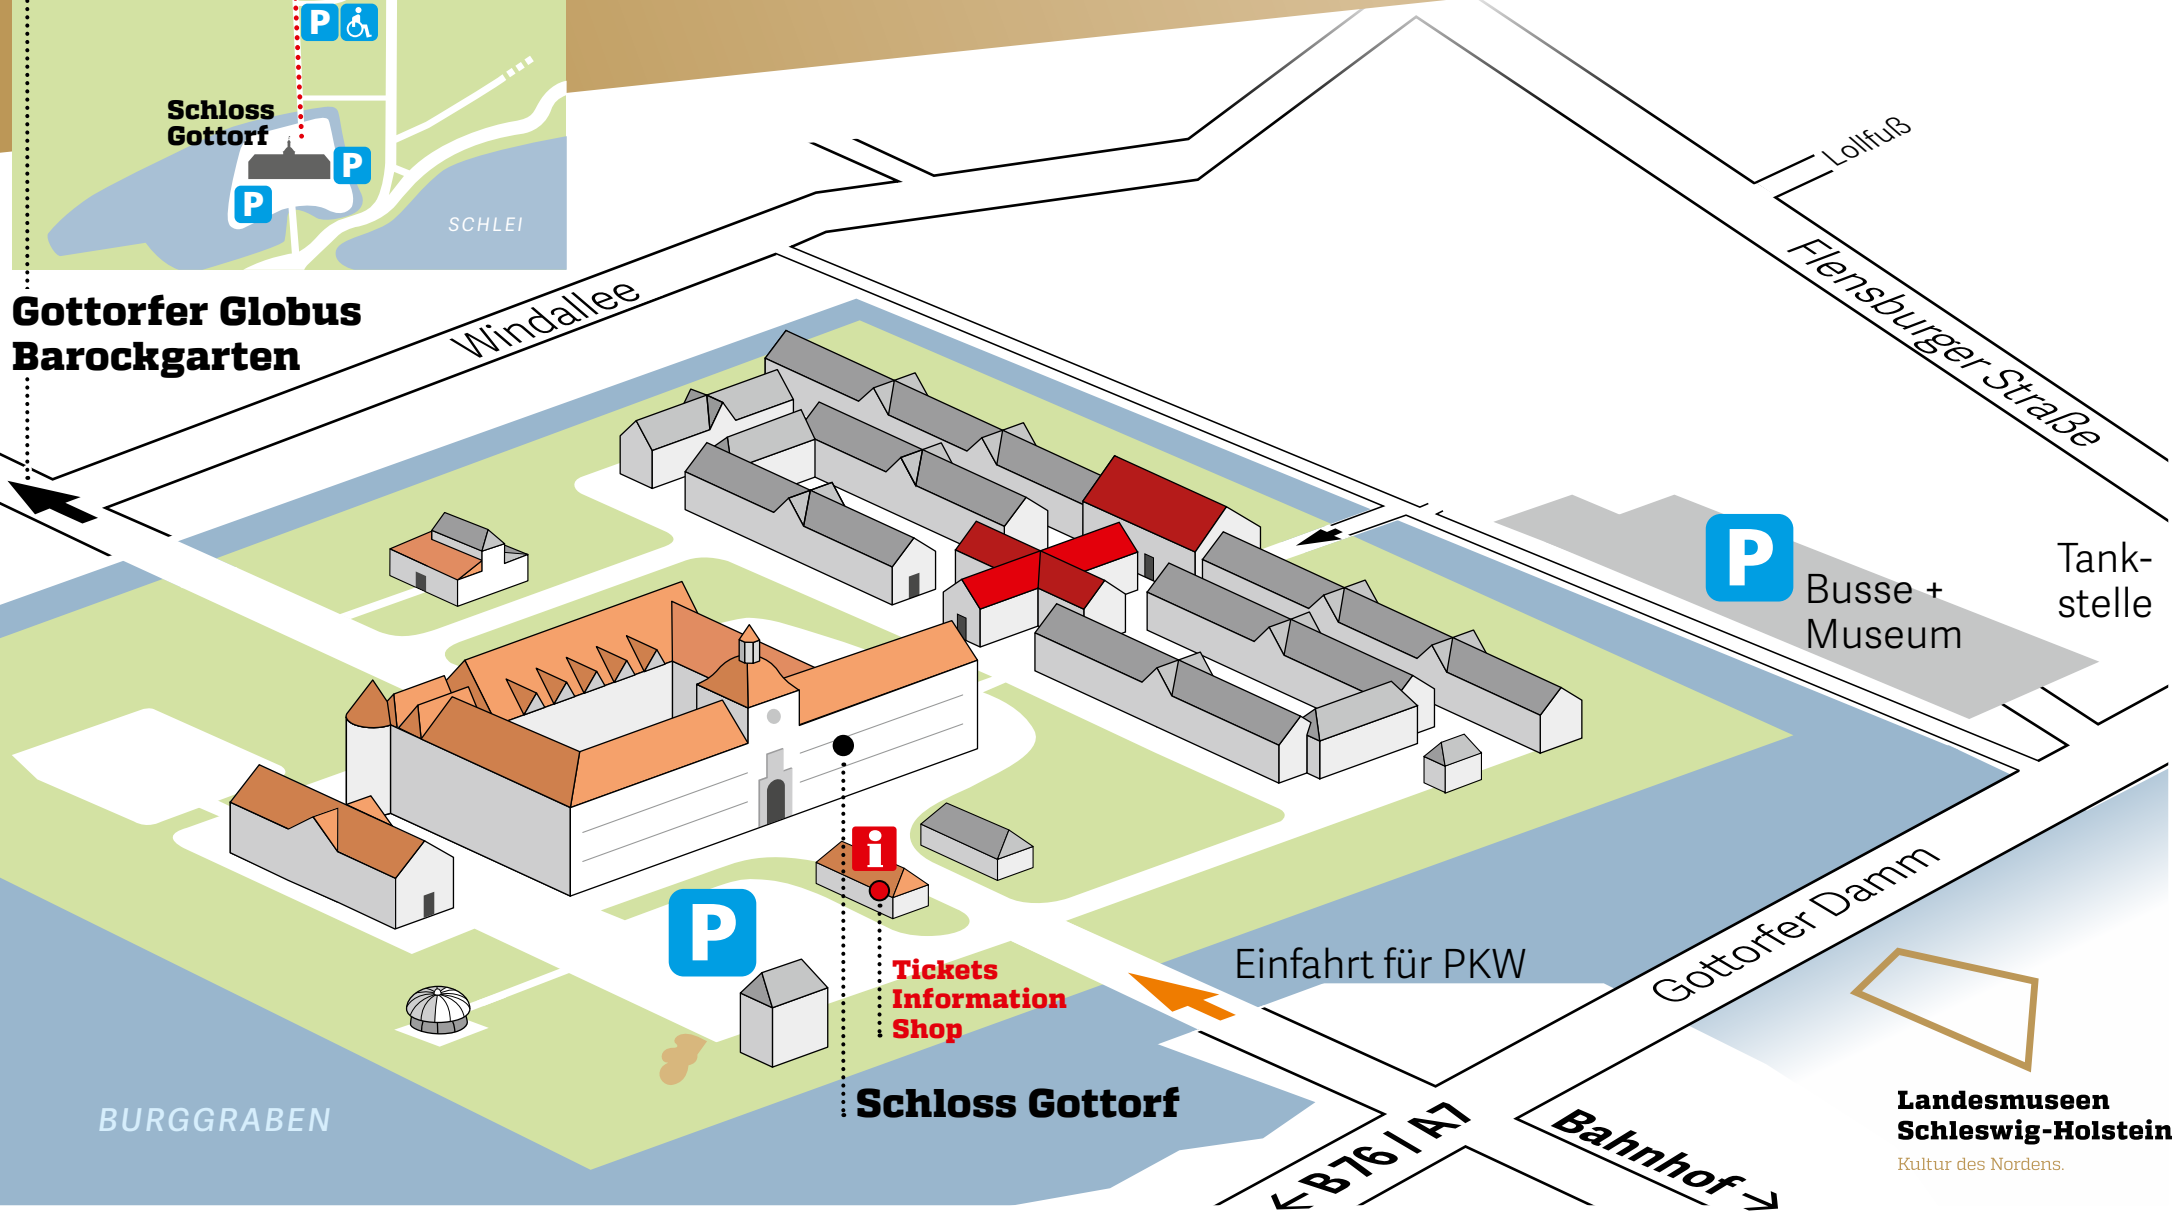 P
Schloss
Gottorf
P
P
SCHLEI
Gottorfer Globus
Barockgarten
Windallee
Lollfuß
Flensburger Straße
P
Busse +
Museum
Tank-
stelle
i
P
Tickets
Information
Shop
Einfahrt für PKW
Gottorfer Damm
Schloss Gottorf
BURGGRABEN
← B 76 / A7
Bahnhof →
Landesmuseen
Schleswig-Holstein
Kultur des Nordens.